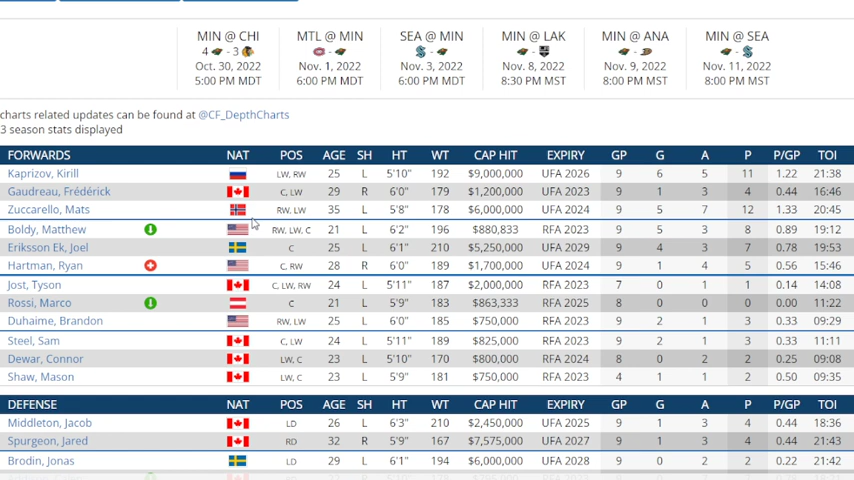 MIN @ CHI MTL @ MIN SEA @ MIN MIN @ LAK MIN @ ANA MIN @ SEA
4 - 3 - - - - -
Oct. 30, 2022 Nov. 1, 2022 Nov. 3, 2022 Nov. 8, 2022 Nov. 9, 2022 Nov. 11, 2022
5:00 PM MDT 6:00 PM MDT 6:00 PM MDT 8:30 PM MST 8:00 PM MST 8:00 PM MST
charts related updates can be found at @CF_DepthCharts
3 season stats displayed
FORWARDS NAT POS AGE SH HT WT CAP HIT EXPIRY GP G A P P/GP TOI
Kaprizov, Kirill LW, RW 25 L 5'10" 192 $9,000,000 UFA 2026 9 6 5 11 1.22 21:38
Gaudreau, Frédérick C, LW 29 R 6'0" 179 $1,200,000 UFA 2023 9 1 3 4 0.44 16:46
Zuccarello, Mats RW, LW 35 L 5'8" 178 $6,000,000 UFA 2024 9 5 7 12 1.33 20:45
Boldy, Matthew RW, LW, C 21 L 6'2" 196 $880,833 RFA 2023 9 5 3 8 0.89 19:12
Eriksson Ek, Joel C 25 L 6'1" 210 $5,250,000 UFA 2029 9 4 3 7 0.78 19:53
Hartman, Ryan C, RW 28 R 6'0" 189 $1,700,000 UFA 2024 9 1 4 5 0.56 15:46
Jost, Tyson C, LW, RW 24 L 5'11" 187 $2,000,000 RFA 2023 7 0 1 1 0.14 14:08
Rossi, Marco C 21 L 5'9" 183 $863,333 RFA 2025 8 0 0 0 0.00 11:22
Duhaime, Brandon RW, LW 25 L 6'0" 185 $750,000 RFA 2023 9 2 1 3 0.33 09:29
Steel, Sam C, LW 24 L 5'11" 189 $825,000 RFA 2023 9 2 1 3 0.33 11:11
Dewar, Connor LW, C 23 L 5'10" 170 $800,000 RFA 2024 8 0 2 2 0.25 09:08
Shaw, Mason LW, C 23 L 5'9" 181 $750,000 RFA 2023 4 1 1 2 0.50 09:35
DEFENSE NAT POS AGE SH HT WT CAP HIT EXPIRY GP G A P P/GP TOI
Middleton, Jacob LD 26 L 6'3" 210 $2,450,000 UFA 2025 9 1 3 4 0.44 18:36
Spurgeon, Jared RD 32 R 5'9" 167 $7,575,000 UFA 2027 9 1 3 4 0.44 21:43
Brodin, Jonas LD 29 L 6'1" 194 $6,000,000 UFA 2028 9 0 2 2 0.22 21:42